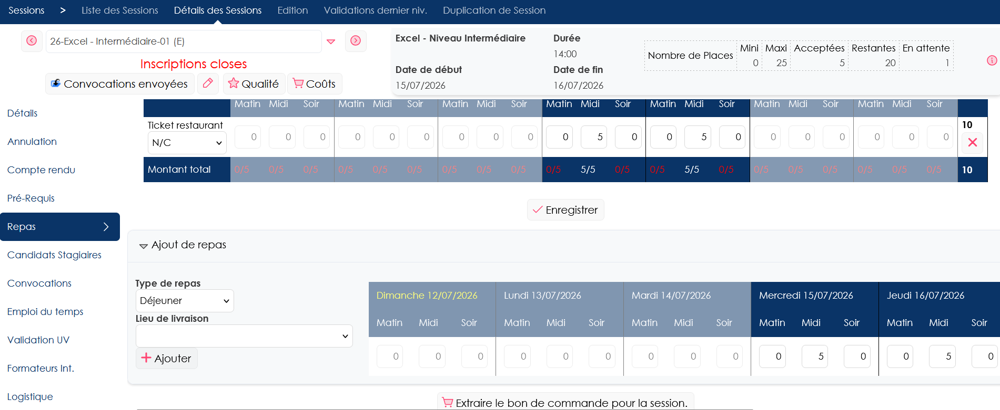 Sessions > Liste des Sessions Détails des Sessions Edition Validations dernier niv. Duplication de Session
26-Excel - Intermédiaire-01 (E)
Inscriptions closes
Convocations envoyées Qualité Coûts
Excel - Niveau Intermédiaire Durée
14:00
Date de début Date de fin
15/07/2026 16/07/2026
Nombre de Places Mini Maxi Acceptées Restantes En attente
0 25 5 20 1
Détails
Annulation
Compte rendu
Pré-Requis
Repas
Candidats Stagiaires
Convocations
Emploi du temps
Validation UV
Formateurs Int.
Logistique
Matin Midi Soir Matin Midi Soir Matin Midi Soir Matin Midi Soir Matin Midi Soir Matin Midi Soir Matin Midi Soir
Ticket restaurant 10
N/C 0 0 0 0 0 0 0 0 0 0 5 0 0 5 0 0 0 0 0 0 0
Montant total 0/5 0/5 0/5 0/5 0/5 0/5 0/5 0/5 0/5 0/5 5/5 0/5 0/5 5/5 0/5 0/5 0/5 0/5 0/5 0/5 0/5 10
Enregistrer
Ajout de repas
Type de repas
Déjeuner
Lieu de livraison
Ajouter
Dimanche 12/07/2026 Lundi 13/07/2026 Mardi 14/07/2026 Mercredi 15/07/2026 Jeudi 16/07/2026
Matin Midi Soir Matin Midi Soir Matin Midi Soir Matin Midi Soir Matin Midi Soir
0 0 0 0 0 0 0 0 0 0 5 0 0 5 0
Extraire le bon de commande pour la session.